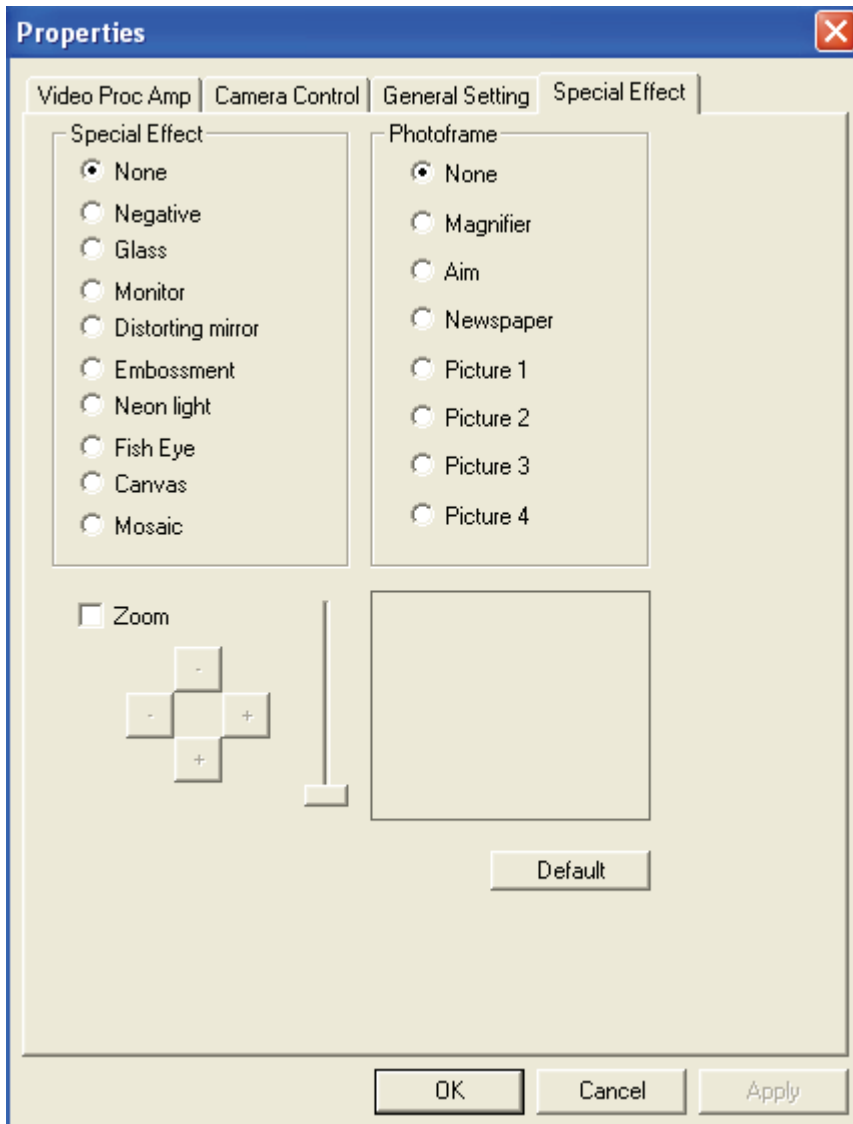 Properties
Video Proc Amp
Camera Control
General Setting
Special Effect
Special Effect
None
Negative
Glass
Monitor
Distorting mirror
Embossment
Neon light
Fish Eye
Canvas
Mosaic
Photoframe
None
Magnifier
Aim
Newspaper
Picture 1
Picture 2
Picture 3
Picture 4
Zoom
-
-
+
+
Default
OK
Cancel
Apply